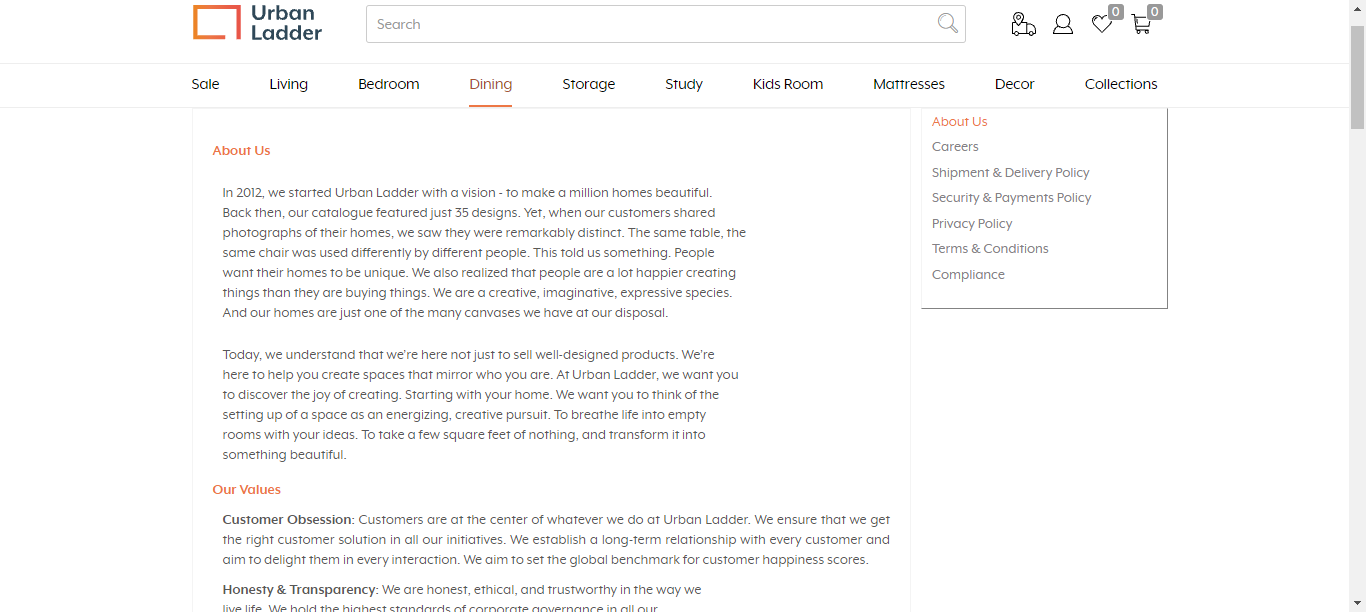 Urban
Ladder
Search
0
0
Sale Living Bedroom Dining Storage Study Kids Room Mattresses Decor Collections
About Us
In 2012, we started Urban Ladder with a vision - to make a million homes beautiful.
Back then, our catalogue featured just 35 designs. Yet, when our customers shared
photographs of their homes, we saw they were remarkably distinct. The same table, the
same chair was used differently by different people. This told us something. People
want their homes to be unique. We also realized that people are a lot happier creating
things than they are buying things. We are a creative, imaginative, expressive species.
And our homes are just one of the many canvases we have at our disposal.
Today, we understand that we're here not just to sell well-designed products. We're
here to help you create spaces that mirror who you are. At Urban Ladder, we want you
to discover the joy of creating. Starting with your home. We want you to think of the
setting up of a space as an energizing, creative pursuit. To breathe life into empty
rooms with your ideas. To take a few square feet of nothing, and transform it into
something beautiful.
Our Values
Customer Obsession: Customers are at the center of whatever we do at Urban Ladder. We ensure that we get
the right customer solution in all our initiatives. We establish a long-term relationship with every customer and
aim to delight them in every interaction. We aim to set the global benchmark for customer happiness scores.
Honesty & Transparency: We are honest, ethical, and trustworthy in the way we
live life. We hold the highest standards of corporate governance in all our
About Us
Careers
Shipment & Delivery Policy
Security & Payments Policy
Privacy Policy
Terms & Conditions
Compliance